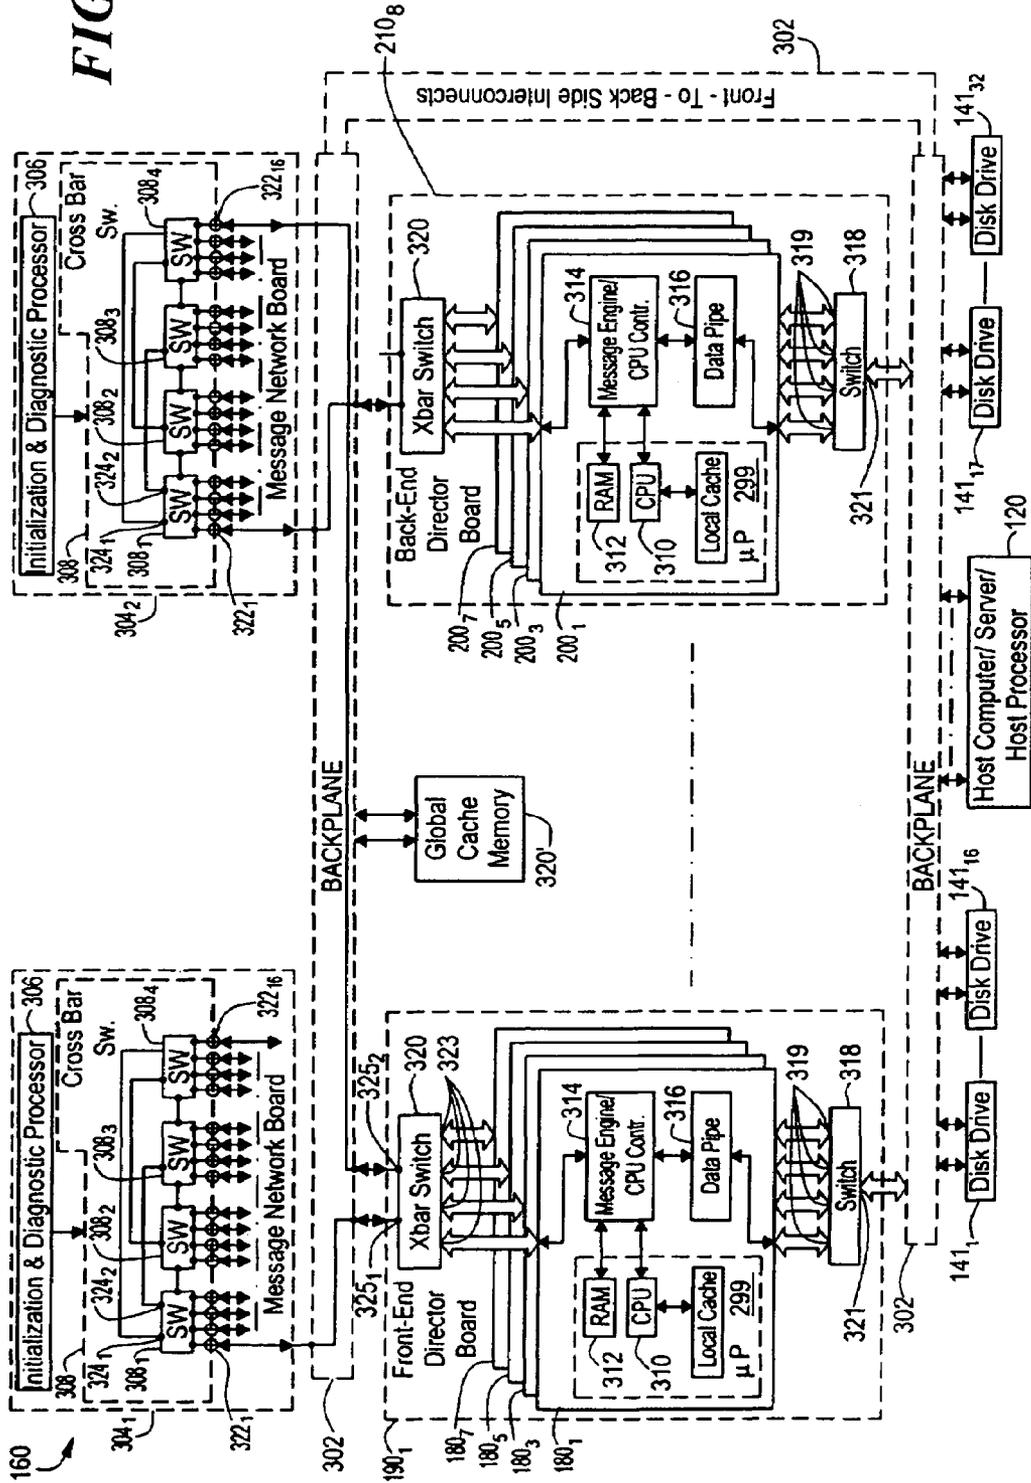 FIG
160
304₁
306
Initialization & Diagnostic Processor
308
Cross Bar
Sw.
308₄
308₃
308₂
324₂
324₁
308₁
SW
SW
SW
SW
322₁
322₁₆
Message Network Board
304₂
306
Initialization & Diagnostic Processor
308
Cross Bar
Sw.
308₄
308₃
308₂
324₂
324₁
308₁
SW
SW
SW
SW
322₁
322₁₆
Message Network Board
302
BACKPLANE
Front - To - Back Side Interconnects
302
210₈
190₁
325₁
325₂
320
323
Front-End
Director
Board
Xbar Switch
180₇
180₅
180₃
180₁
314
Message Engine/
CPU Contr.
316
Data Pipe
RAM
312
CPU
310
Local Cache
299
μP
319
318
Switch
321
Global
Cache
Memory
320'
320
Back-End
Director
Board
Xbar Switch
200₇
200₅
200₃
200₁
314
Message Engine/
CPU Contr.
316
Data Pipe
RAM
312
CPU
310
Local Cache
299
μP
319
318
Switch
321
302
BACKPLANE
141₁
Disk Drive
141₁₆
Disk Drive
Host Computer/ Server/
Host Processor
120
141₁₇
Disk Drive
141₃₂
Disk Drive